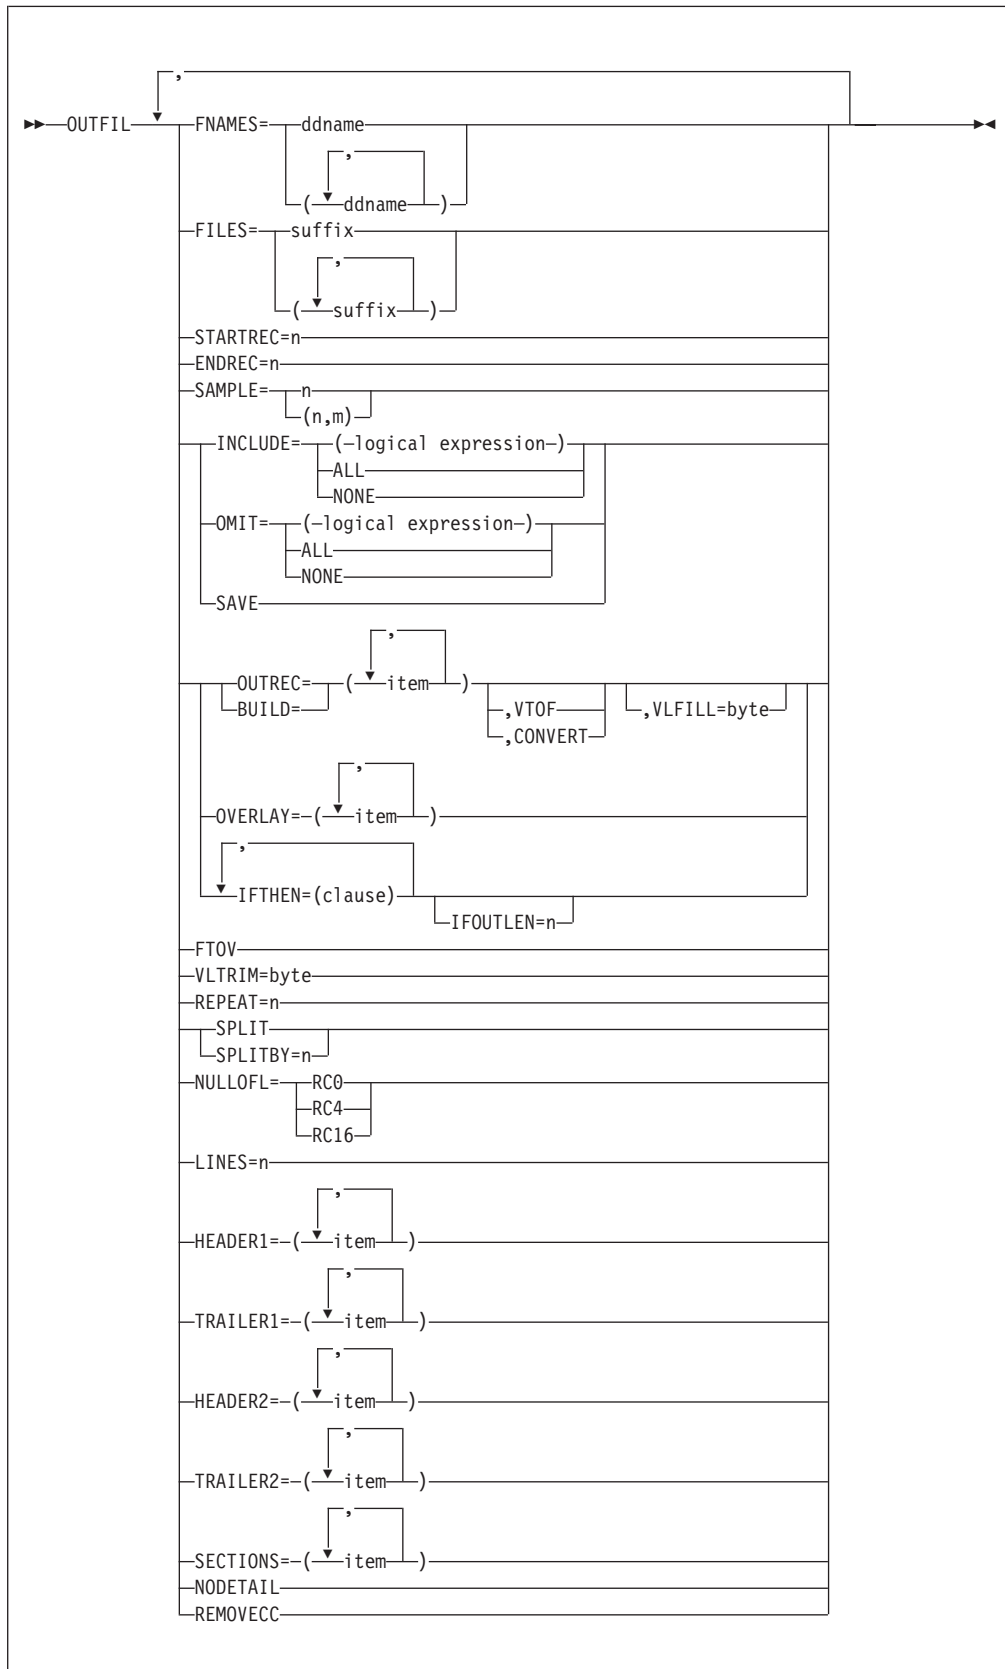 ,
OUTFIL FNAMES= ddname
,
( ddname )
FILES= suffix
,
( suffix )
STARTREC=n
ENDREC=n
SAMPLE= n
(n,m)
INCLUDE= (logical expression)
ALL
NONE
OMIT= (logical expression)
ALL
NONE
SAVE
,
OUTREC= ( item )
BUILD= ,VTOF ,VLFILL=byte
,CONVERT
,
OVERLAY= ( item )
,
IFTHEN=(clause)
IFOUTLEN=n
FTOV
VLTRIM=byte
REPEAT=n
SPLIT
SPLITBY=n
NULLOFL= RC0
RC4
RC16
LINES=n
,
HEADER1= ( item )
,
TRAILER1= ( item )
,
HEADER2= ( item )
,
TRAILER2= ( item )
,
SECTIONS= ( item )
NODETAIL
REMOVECC